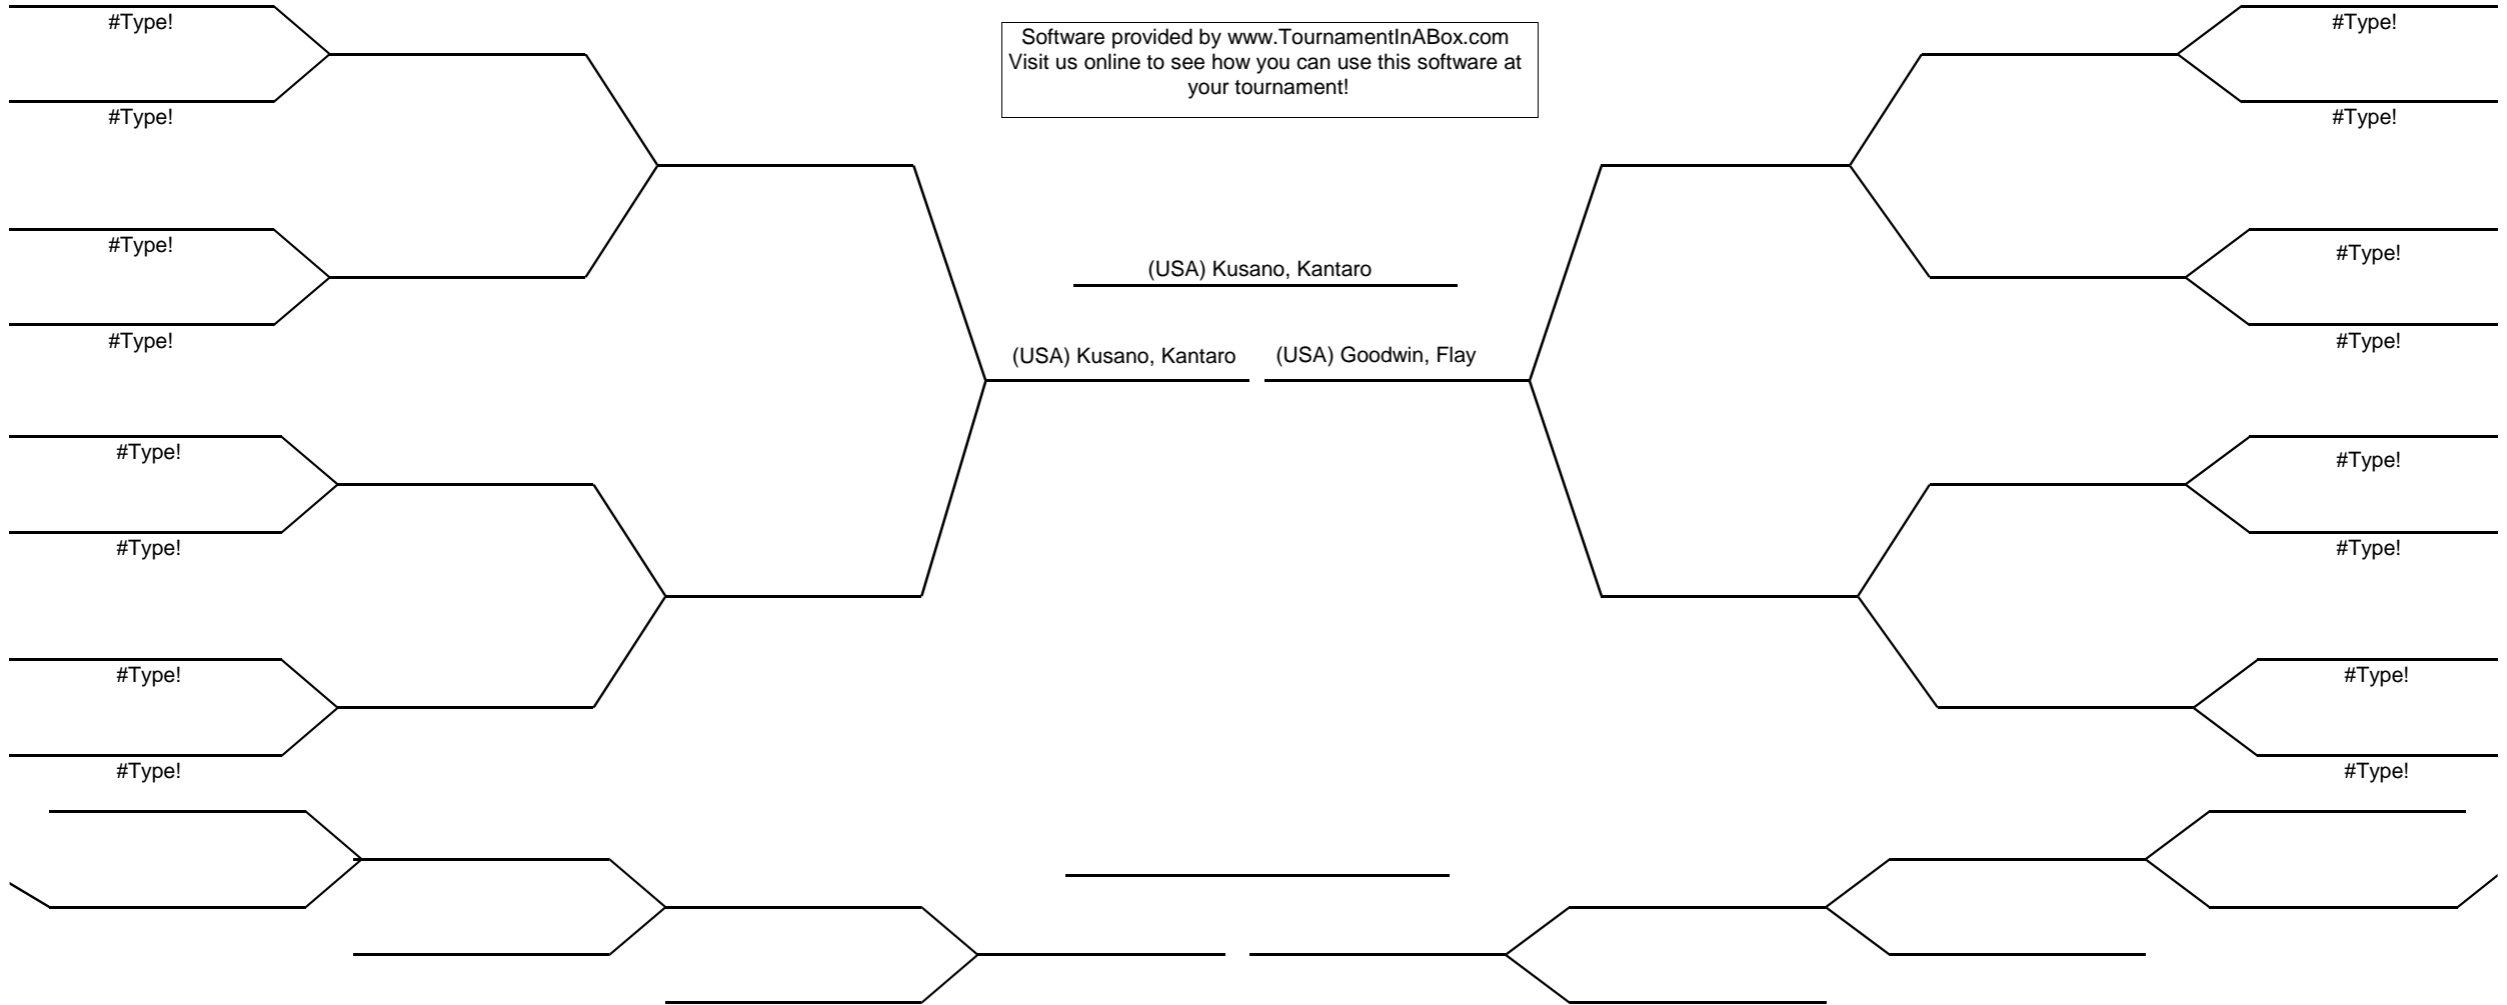 #Type!
Software provided by www.TournamentInABox.com
Visit us online to see how you can use this software at
your tournament!
#Type!
#Type!
#Type!
#Type!
#Type!
(USA) Kusano, Kantaro
#Type!
#Type!
(USA) Kusano, Kantaro
(USA) Goodwin, Flay
#Type!
#Type!
#Type!
#Type!
#Type!
#Type!
#Type!
#Type!